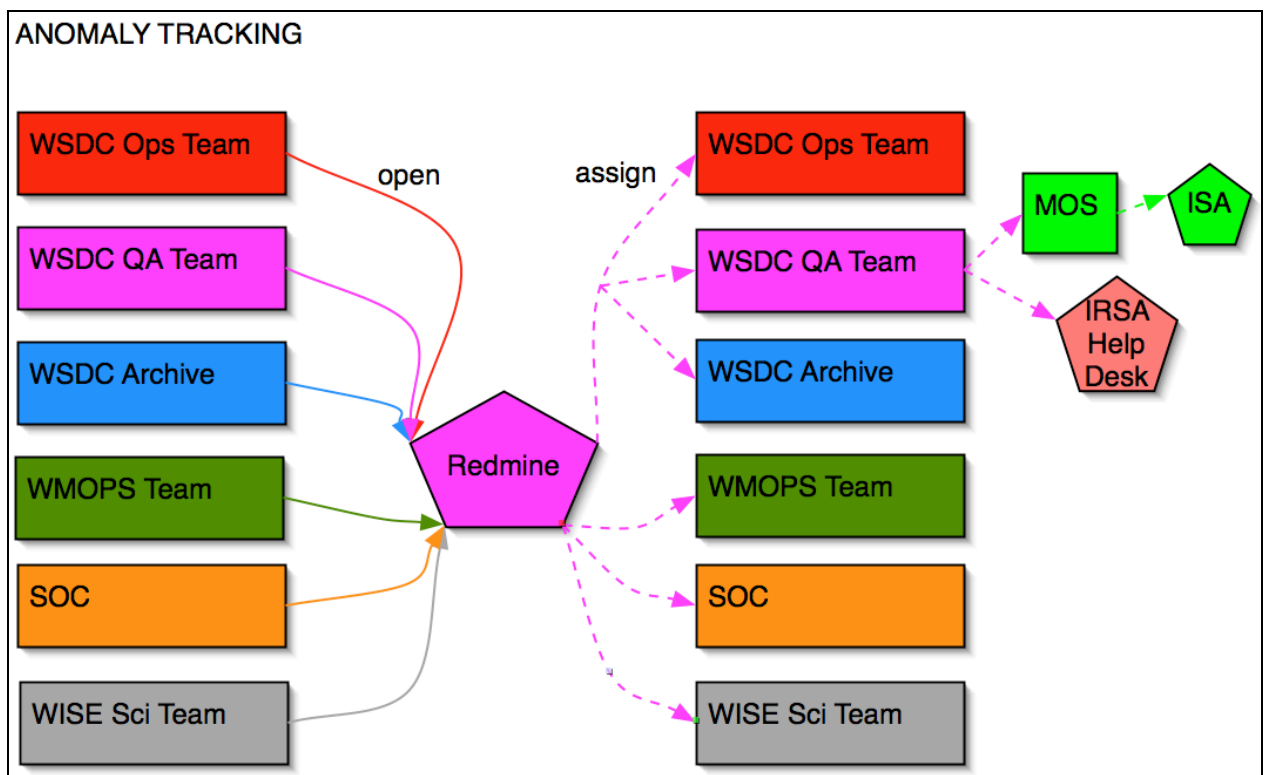 ANOMALY TRACKING
WSDC Ops Team
open
assign
WSDC Ops Team
MOS
ISA
WSDC QA Team
WSDC QA Team
IRSA
Help
Desk
WSDC Archive
WSDC Archive
Redmine
WMOPS Team
WMOPS Team
SOC
SOC
WISE Sci Team
WISE Sci Team